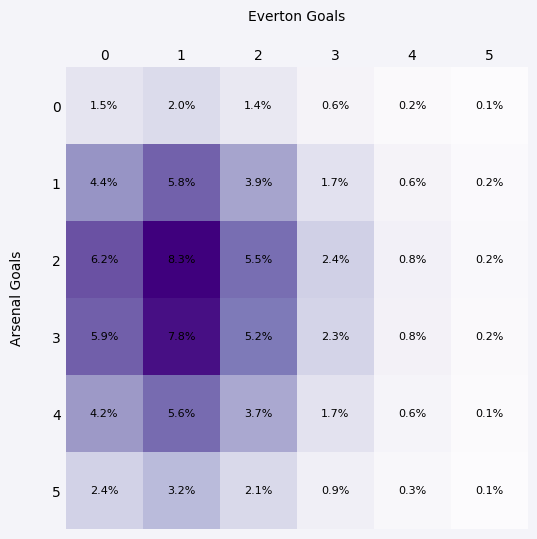 Everton Goals
0 1 2 3 4 5
0 1.5% 2.0% 1.4% 0.6% 0.2% 0.1%
1 4.4% 5.8% 3.9% 1.7% 0.6% 0.2%
2 6.2% 8.3% 5.5% 2.4% 0.8% 0.2%
Arsenal Goals
3 5.9% 7.8% 5.2% 2.3% 0.8% 0.2%
4 4.2% 5.6% 3.7% 1.7% 0.6% 0.1%
5 2.4% 3.2% 2.1% 0.9% 0.3% 0.1%